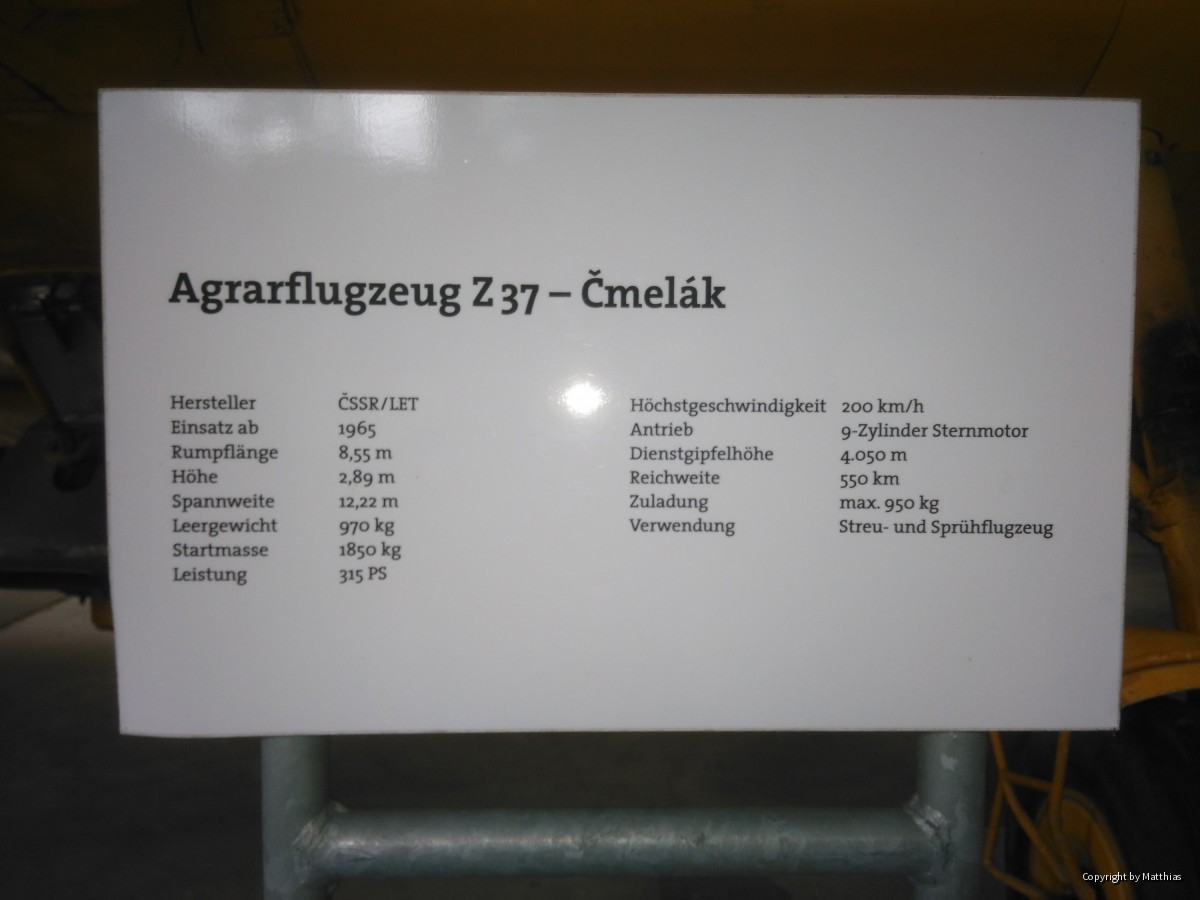 Agrarflugzeug Z 37 – Čmelák
Hersteller ČSSR/LET
Einsatz ab 1965
Rumpflänge 8,55 m
Höhe 2,89 m
Spannweite 12,22 m
Leergewicht 970 kg
Startmasse 1850 kg
Leistung 315 PS
Höchstgeschwindigkeit 200 km/h
Antrieb 9-Zylinder Sternmotor
Dienstgipfelhöhe 4.050 m
Reichweite 550 km
Zuladung max. 950 kg
Verwendung Streu- und Sprühflugzeug
Copyright by Matthias